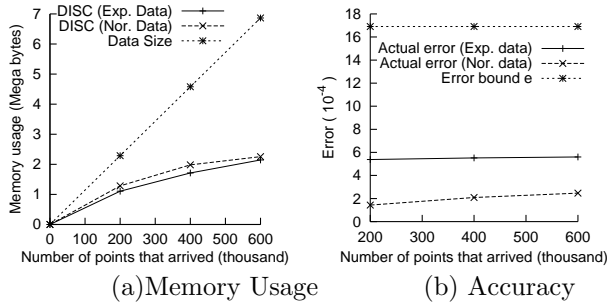 DISC (Exp. Data)
DISC (Nor. Data)
Data Size
Memory usage (Mega bytes)
7
6
5
4
3
2
1
0
0 100 200 300 400 500 600
Number of points that arrived (thousand)
(a)Memory Usage
Actual error (Exp. data)
Actual error (Nor. data)
Error bound e
Error (10^-4)
18
16
14
12
10
8
6
4
2
0
200 300 400 500 600
Number of points that arrived (thousand)
(b) Accuracy